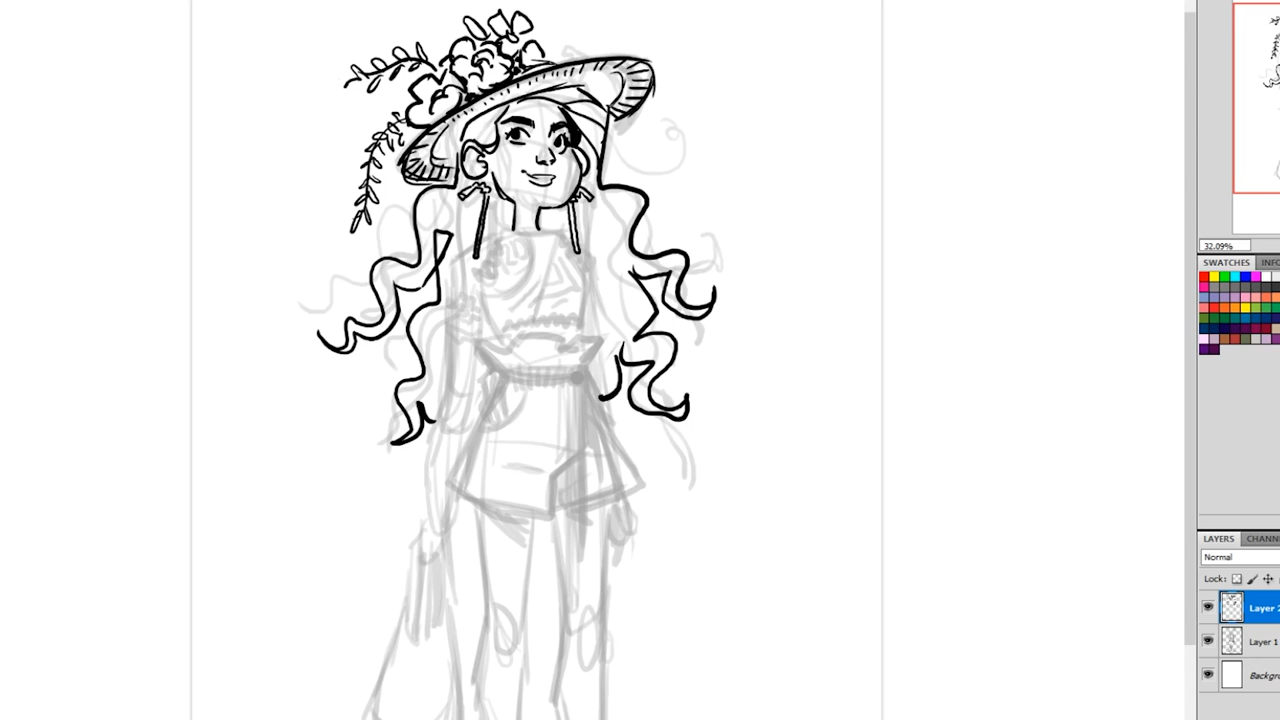 32.09%
SWATCHES INFO
LAYERS CHANN
Normal
Lock:
Layer 2
Layer 1
Backgro